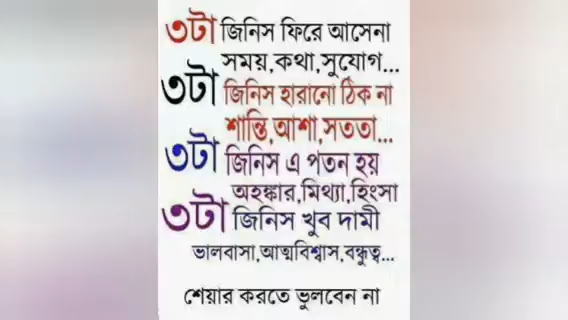 ৩টা জিনিস ফিরে আসেনা
সময়,কথা,সুযোগ...
৩টা জিনিস হারানো ঠিক না
শান্তি,আশা,সততা...
৩টা জিনিস এ পতন হয়
অহঙ্কার,মিথ্যা,হিংসা
৩টা জিনিস খুব দামী
ভালবাসা,আত্মবিশ্বাস,বন্ধুত্ব...
শেয়ার করতে ভুলবেন না